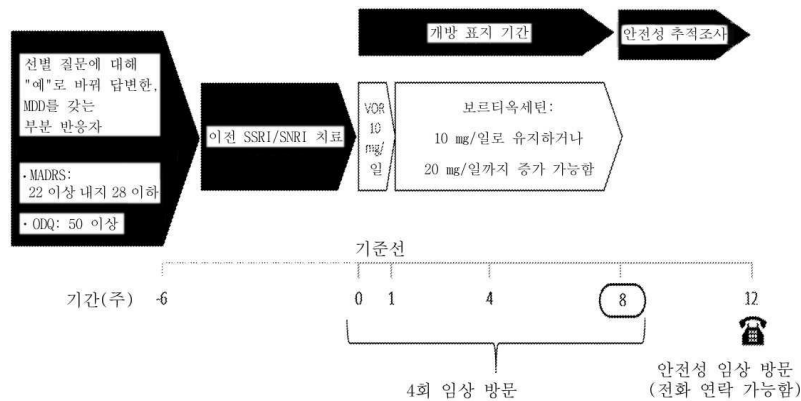 개방 표지 기간
안전성 추적조사
선별 질문에 대해
"예"로 바꿔 답변한,
MDD를 갖는
부분 반응자
· MADRS:
22 이상 내지 28 이하
· ODQ: 50 이상
이전 SSRI/SNRI 치료
VOR
10
mg/
일
보르티옥세틴:
10 mg/일로 유지하거나
20 mg/일까지 증가 가능함
기준선
기간(주) -6 0 1 4 8 12
4회 임상 방문
안전성 임상 방문
(전화 연락 가능함)